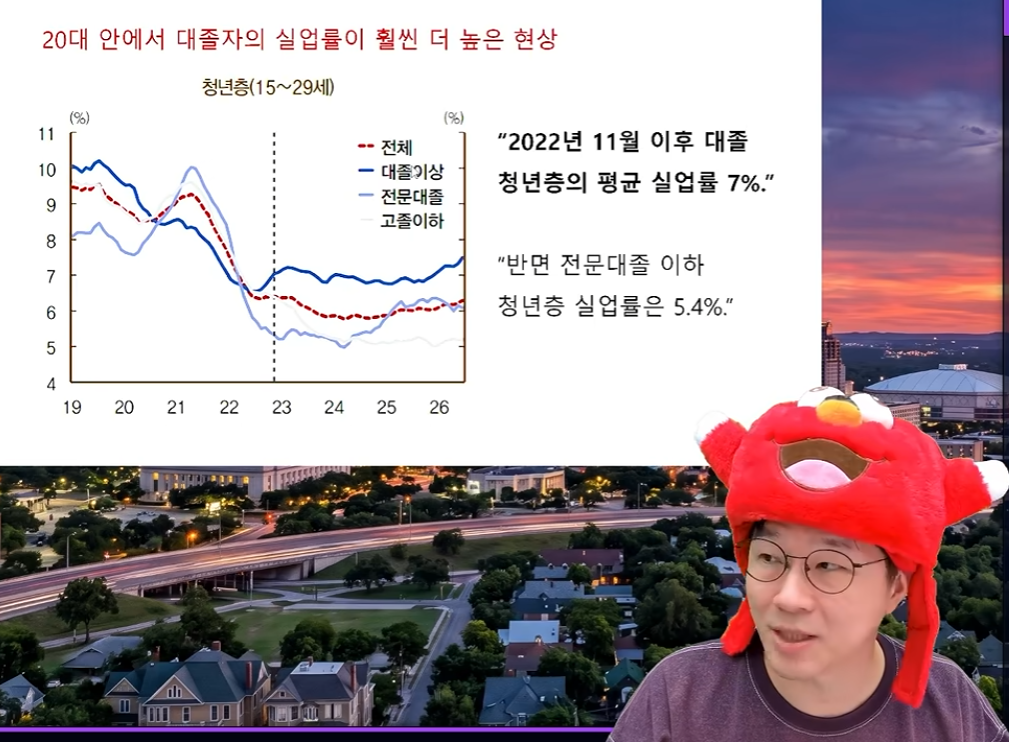 20대 안에서 대졸자의 실업률이 훨씬 더 높은 현상
청년층(15~29세)
(%)
(%)
11
10
9
8
7
6
5
4
19 20 21 22 23 24 25 26
전체
대졸이상
전문대졸
고졸이하
“2022년 11월 이후 대졸
청년층의 평균 실업률 7%.”
“반면 전문대졸 이하
청년층 실업률은 5.4%.”